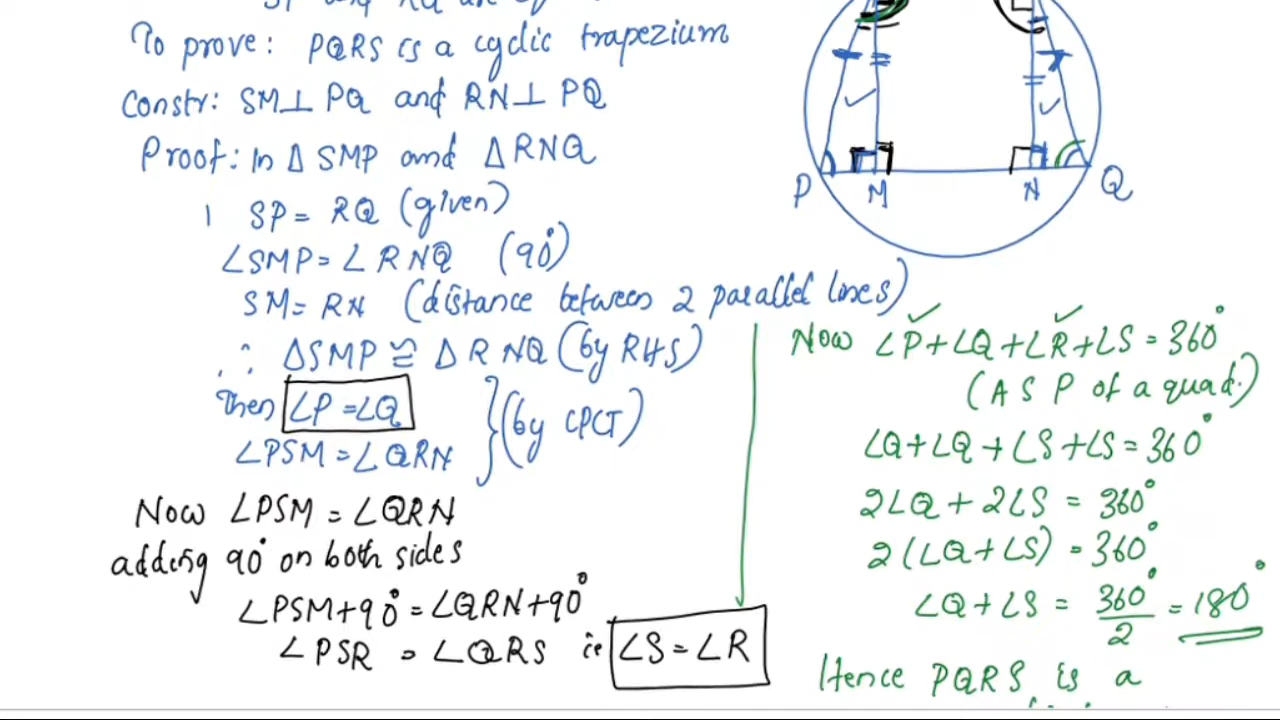 To prove: PQRS is a cyclic trapezium
Constr: SM⊥ PQ and RN⊥ PQ
Proof: In Δ SMP and Δ RNQ
SP = RQ (given)
∠SMP = ∠RNQ (90°)
SM = RN (distance between 2 parallel lines)
∴ ΔSMP ≅ ΔRNQ (by RHS)
Then ∠P = ∠Q
∠PSM = ∠QRN
} (by CPCT)
Now ∠PSM = ∠QRN
adding 90° on both sides
∠PSM + 90° = ∠QRN + 90°
∠PSR = ∠QRS ie ∠S = ∠R
P M N Q
Now ∠P + ∠Q + ∠R + ∠S = 360°
(A S P of a quad.)
∠Q + ∠Q + ∠S + ∠S = 360°
2∠Q + 2∠S = 360°
2(∠Q + ∠S) = 360°
∠Q + ∠S = 360°/2 = 180°
Hence PQRS is a